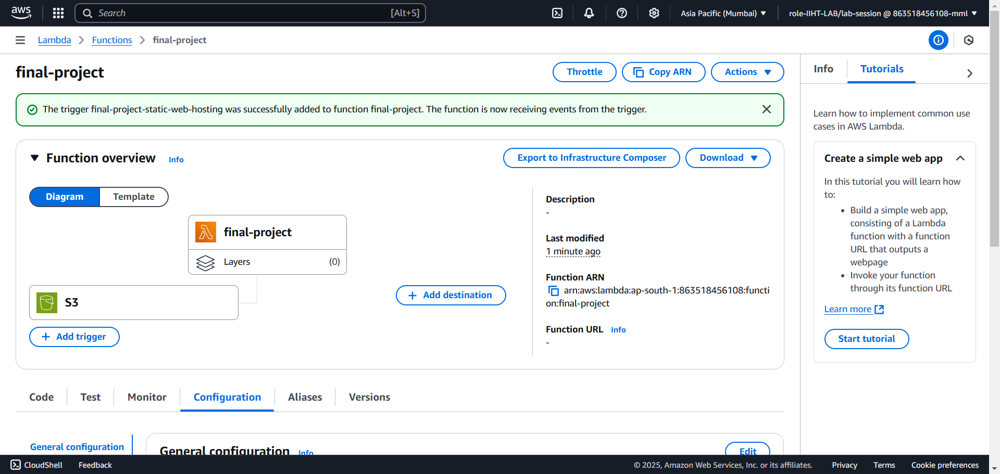 aws
Search
[Alt+S]
Asia Pacific (Mumbai)
role-IIHT-LAB/lab-session @ 863518456108-mml
Lambda
Functions
final-project
final-project
Throttle
Copy ARN
Actions
Info
Tutorials
The trigger final-project-static-web-hosting was successfully added to function final-project. The function is now receiving events from the trigger.
Learn how to implement common use
cases in AWS Lambda.
Function overview
Info
Export to Infrastructure Composer
Download
Diagram
Template
final-project
Layers
(0)
S3
Add trigger
Add destination
Description
-
Last modified
1 minute ago
Function ARN
arn:aws:lambda:ap-south-1:863518456108:functi
on:final-project
Function URL
Info
-
Create a simple web app
In this tutorial you will learn how
to:
• Build a simple web app,
consisting of a Lambda
function with a function
URL that outputs a
webpage
• Invoke your function
through its function URL
Learn more
Start tutorial
Code
Test
Monitor
Configuration
Aliases
Versions
General configuration
General configuration
Info
Edit
CloudShell
Feedback
© 2025, Amazon Web Services, Inc. or its affiliates.
Privacy
Terms
Cookie preferences